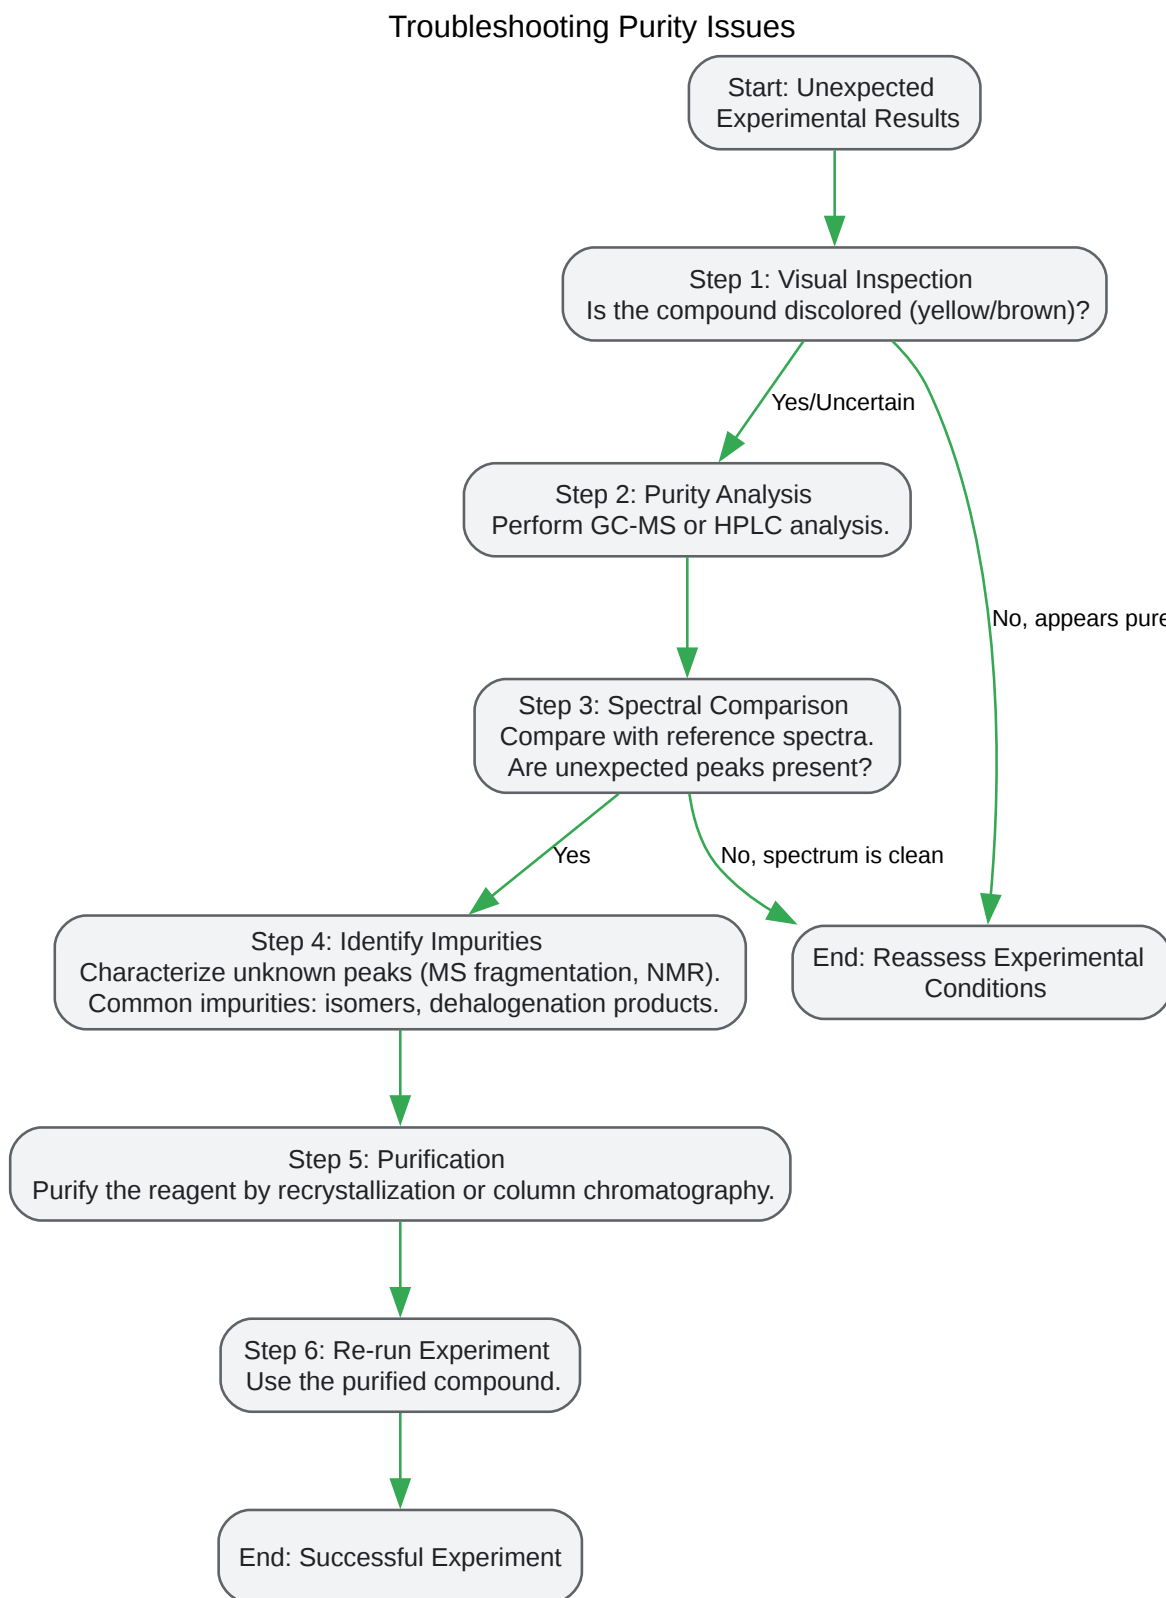 Troubleshooting Purity Issues
Start: Unexpected
Experimental Results
Step 1: Visual Inspection
Is the compound discolored (yellow/brown)?
Yes/Uncertain
Step 2: Purity Analysis
Perform GC-MS or HPLC analysis.
No, appears pure
Step 3: Spectral Comparison
Compare with reference spectra.
Are unexpected peaks present?
Yes
No, spectrum is clean
Step 4: Identify Impurities
Characterize unknown peaks (MS fragmentation, NMR).
Common impurities: isomers, dehalogenation products.
End: Reassess Experimental
Conditions
Step 5: Purification
Purify the reagent by recrystallization or column chromatography.
Step 6: Re-run Experiment
Use the purified compound.
End: Successful Experiment